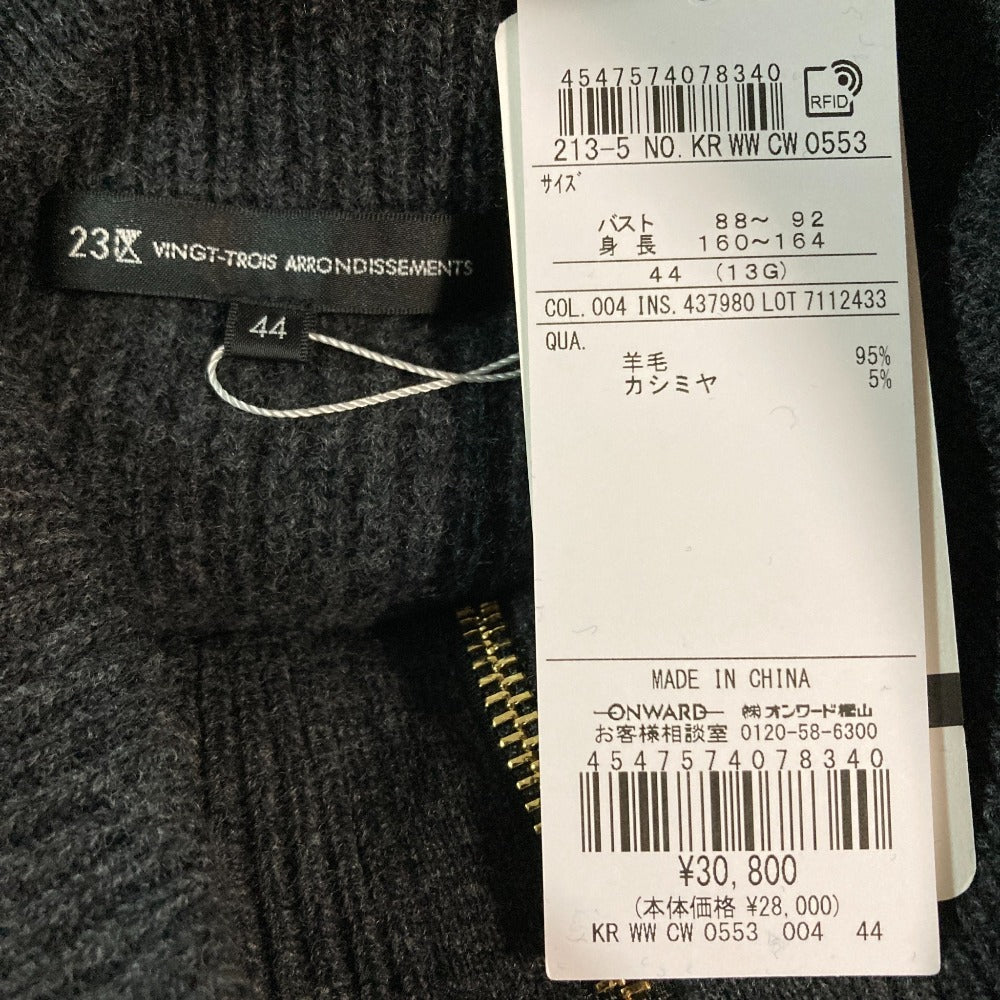 23区 VINGT-TROIS ARRONDISSEMENTS
44
4547574078340
RFID
213-5 NO. KR WW CW 0553
サイズ
バスト 88～ 92
身長 160～164
44 (13G)
COL. 004 INS. 437980 LOT 7112433
QUA.
羊毛 95%
カシミヤ 5%
MADE IN CHINA
ONWARD ㈱オンワード樫山
お客様相談室 0120-58-6300
4547574078340
¥30,800
(本体価格 ¥28,000)
KR WW CW 0553 004 44